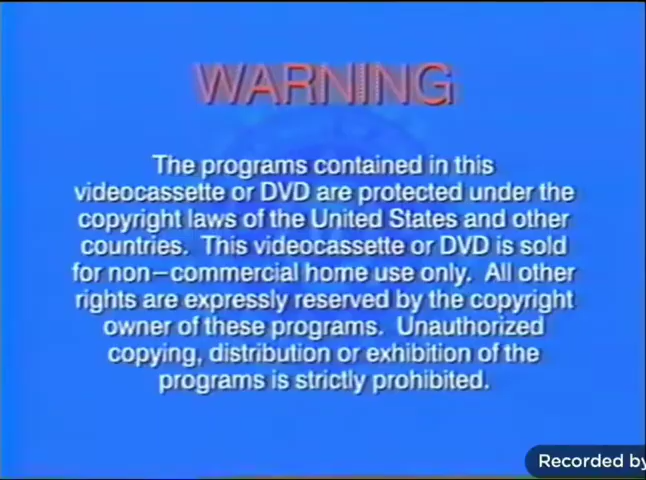 WARNING
The programs contained in this
videocassette or DVD are protected under the
copyright laws of the United States and other
countries. This videocassette or DVD is sold
for non-commercial home use only. All other
rights are expressly reserved by the copyright
owner of these programs. Unauthorized
copying, distribution or exhibition of the
programs is strictly prohibited.
Recorded by